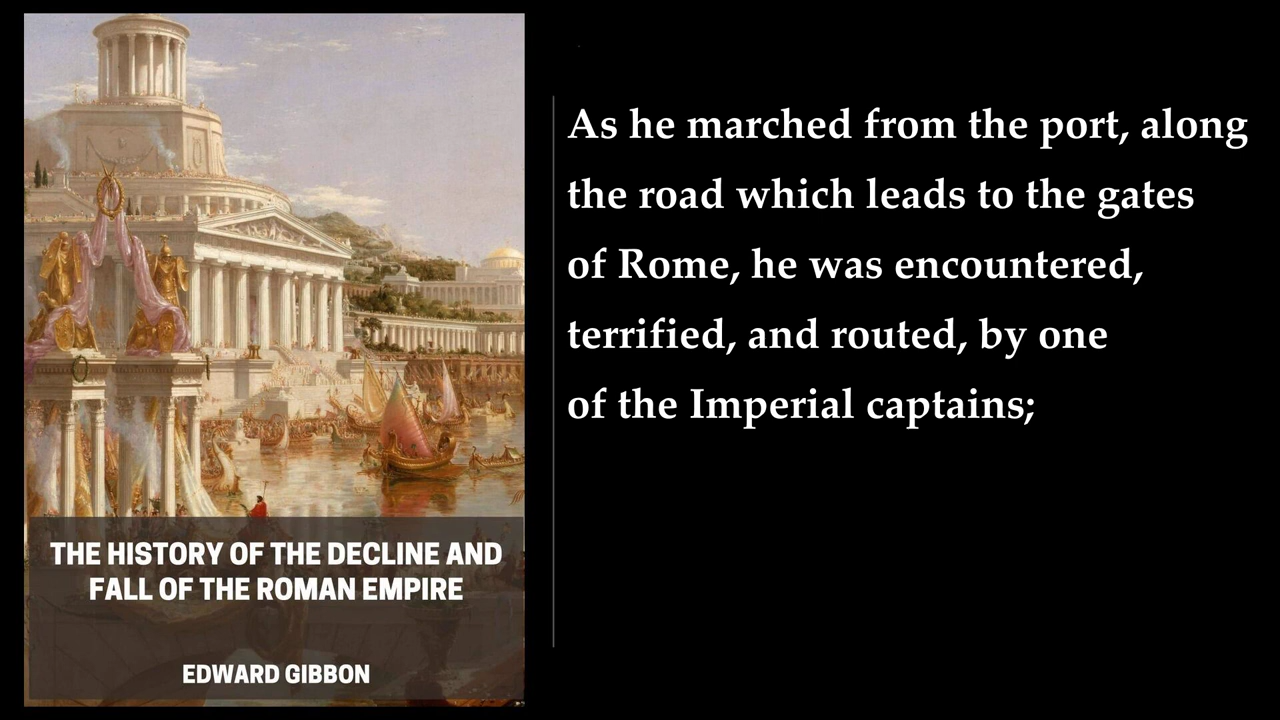 THE HISTORY OF THE DECLINE AND
FALL OF THE ROMAN EMPIRE
EDWARD GIBBON
As he marched from the port, along
the road which leads to the gates
of Rome, he was encountered,
terrified, and routed, by one
of the Imperial captains;